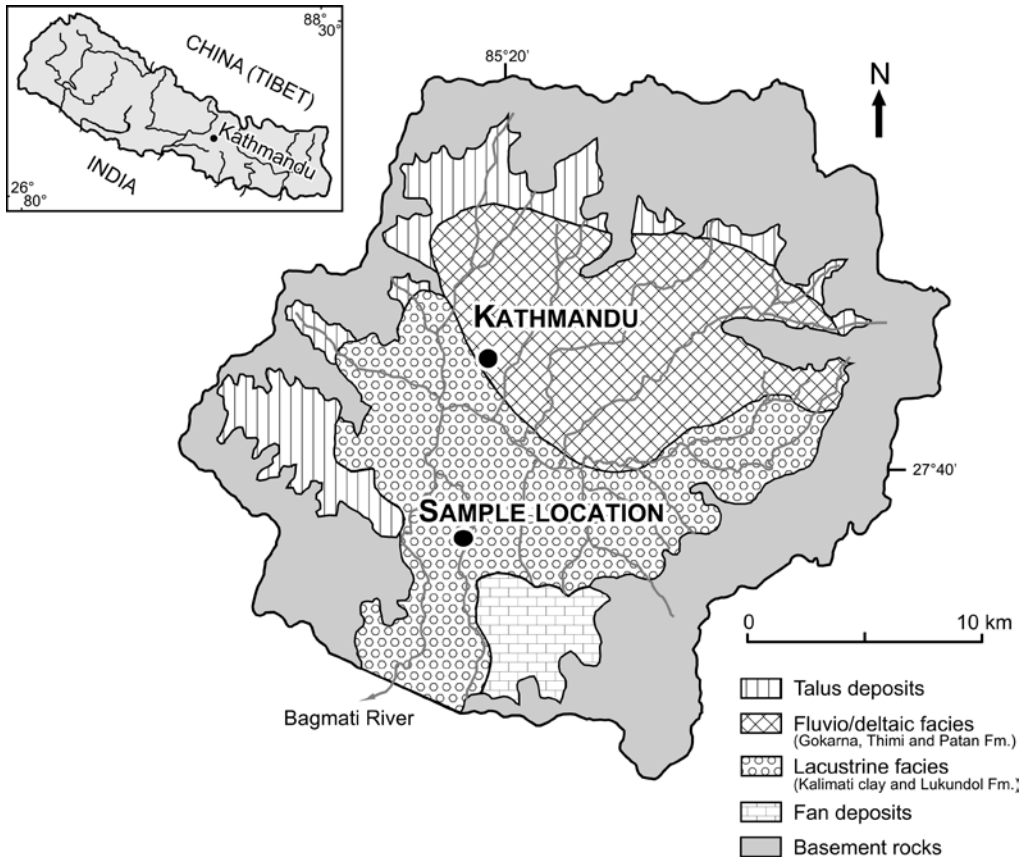 88°
30'
CHINA (TIBET)
Kathmandu
INDIA
26°
80°
85°20'
N
KATHMANDU
27°40'
SAMPLE LOCATION
0 10 km
Bagmati River
Talus deposits
Fluvio/deltaic facies
(Gokarna, Thimi and Patan Fm.)
Lacustrine facies
(Kalimati clay and Lukundol Fm.)
Fan deposits
Basement rocks